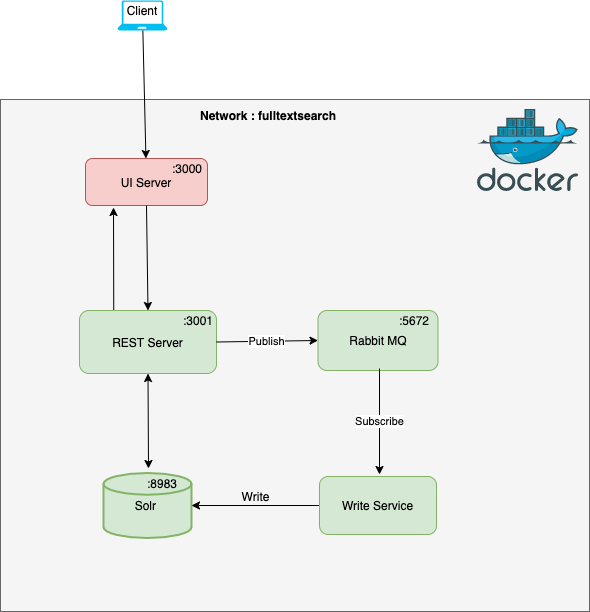 Client
Network : fulltextsearch
docker
:3000
UI Server
:3001
REST Server
Publish
:5672
Rabbit MQ
Subscribe
:8983
Solr
Write
Write Service